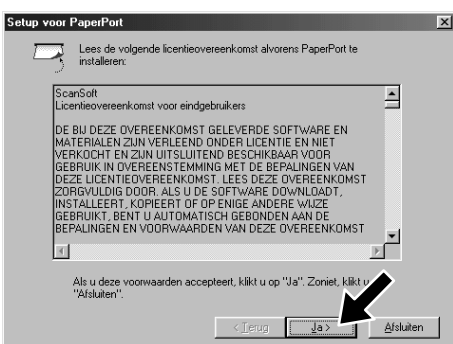 Setup voor PaperPort
Lees de volgende licentieovereenkomst alvorens PaperPort te
installeren:
ScanSoft
Licentieovereenkomst voor eindgebruikers
DE BIJ DEZE OVEREENKOMST GELEVERDE SOFTWARE EN
MATERIALEN ZIJN VERLEEND ONDER LICENTIE EN NIET
VERKOCHT EN ZIJN UITSLUITEND BESCHIKBAAR VOOR
GEBRUIK IN OVEREENSTEMMING MET DE BEPALINGEN VAN
DEZE LICENTIEOVEREENKOMST. LEES DEZE OVEREENKOMST
ZORGVULDIG DOOR. ALS U DE SOFTWARE DOWNLOADT,
INSTALLEERT, KOPIEERT OF OP ENIGE ANDERE WIJZE
GEBRUIKT, BENT U AUTOMATISCH GEBONDEN AAN DE
BEPALINGEN EN VOORWAARDEN VAN DEZE OVEREENKOMST
Als u deze voorwaarden accepteert, klikt u op "Ja". Zoniet, klikt u
"Afsluiten".
< Terug
Ja >
Afsluiten